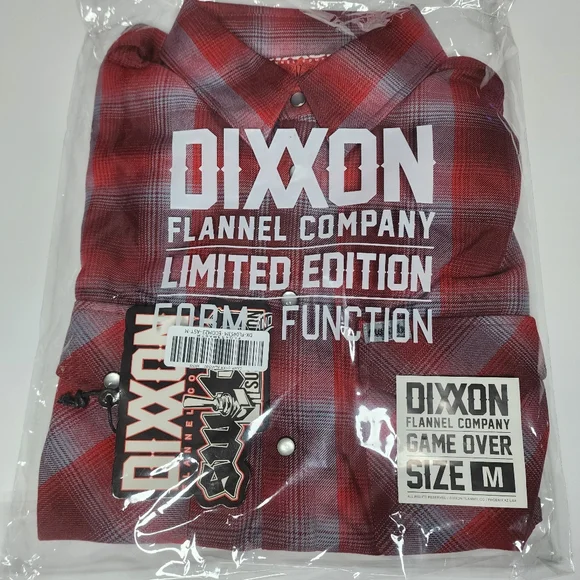 DIXXON
FLANNEL COMPANY
LIMITED EDITION
FORM FUNCTION
DIXXON
DIXXON
FLANNEL COMPANY
GAME OVER
SIZE M